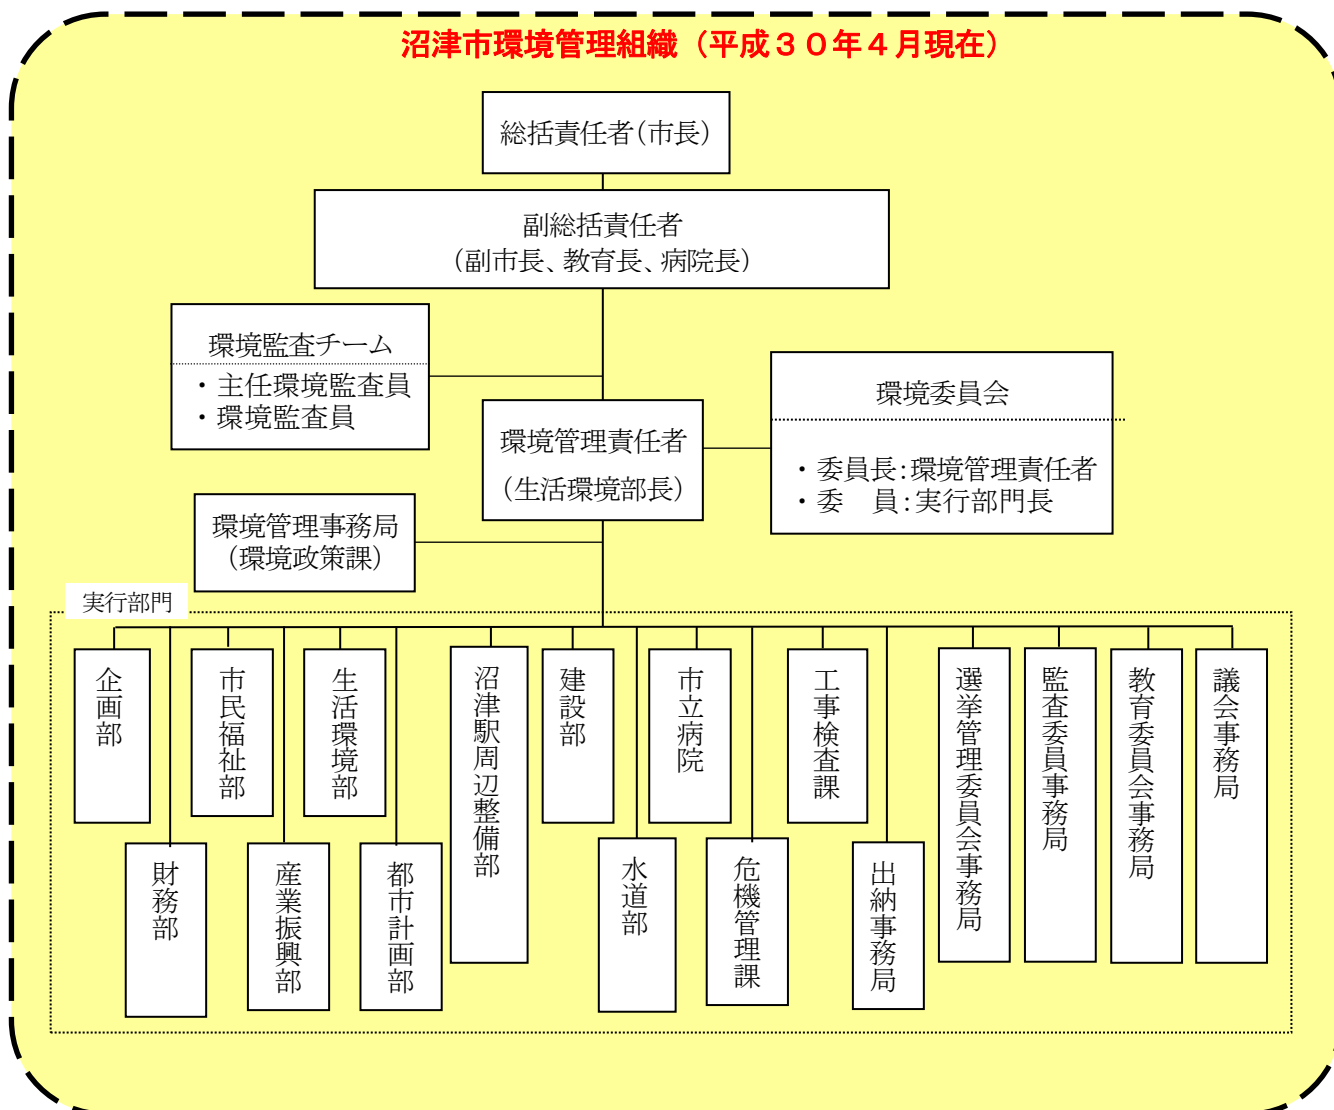 沼津市環境管理組織（平成３０年４月現在）
総括責任者（市長）
副総括責任者
（副市長、教育長、病院長）
環境監査チーム
・主任環境監査員
・環境監査員
環境委員会
・委員長：環境管理責任者
・委　員：実行部門長
環境管理責任者
（生活環境部長）
環境管理事務局
（環境政策課）
実行部門
企画部
財務部
市民福祉部
産業振興部
生活環境部
都市計画部
沼津駅周辺整備部
建設部
水道部
市立病院
危機管理課
工事検査課
出納事務局
選挙管理委員会事務局
監査委員事務局
教育委員会事務局
議会事務局